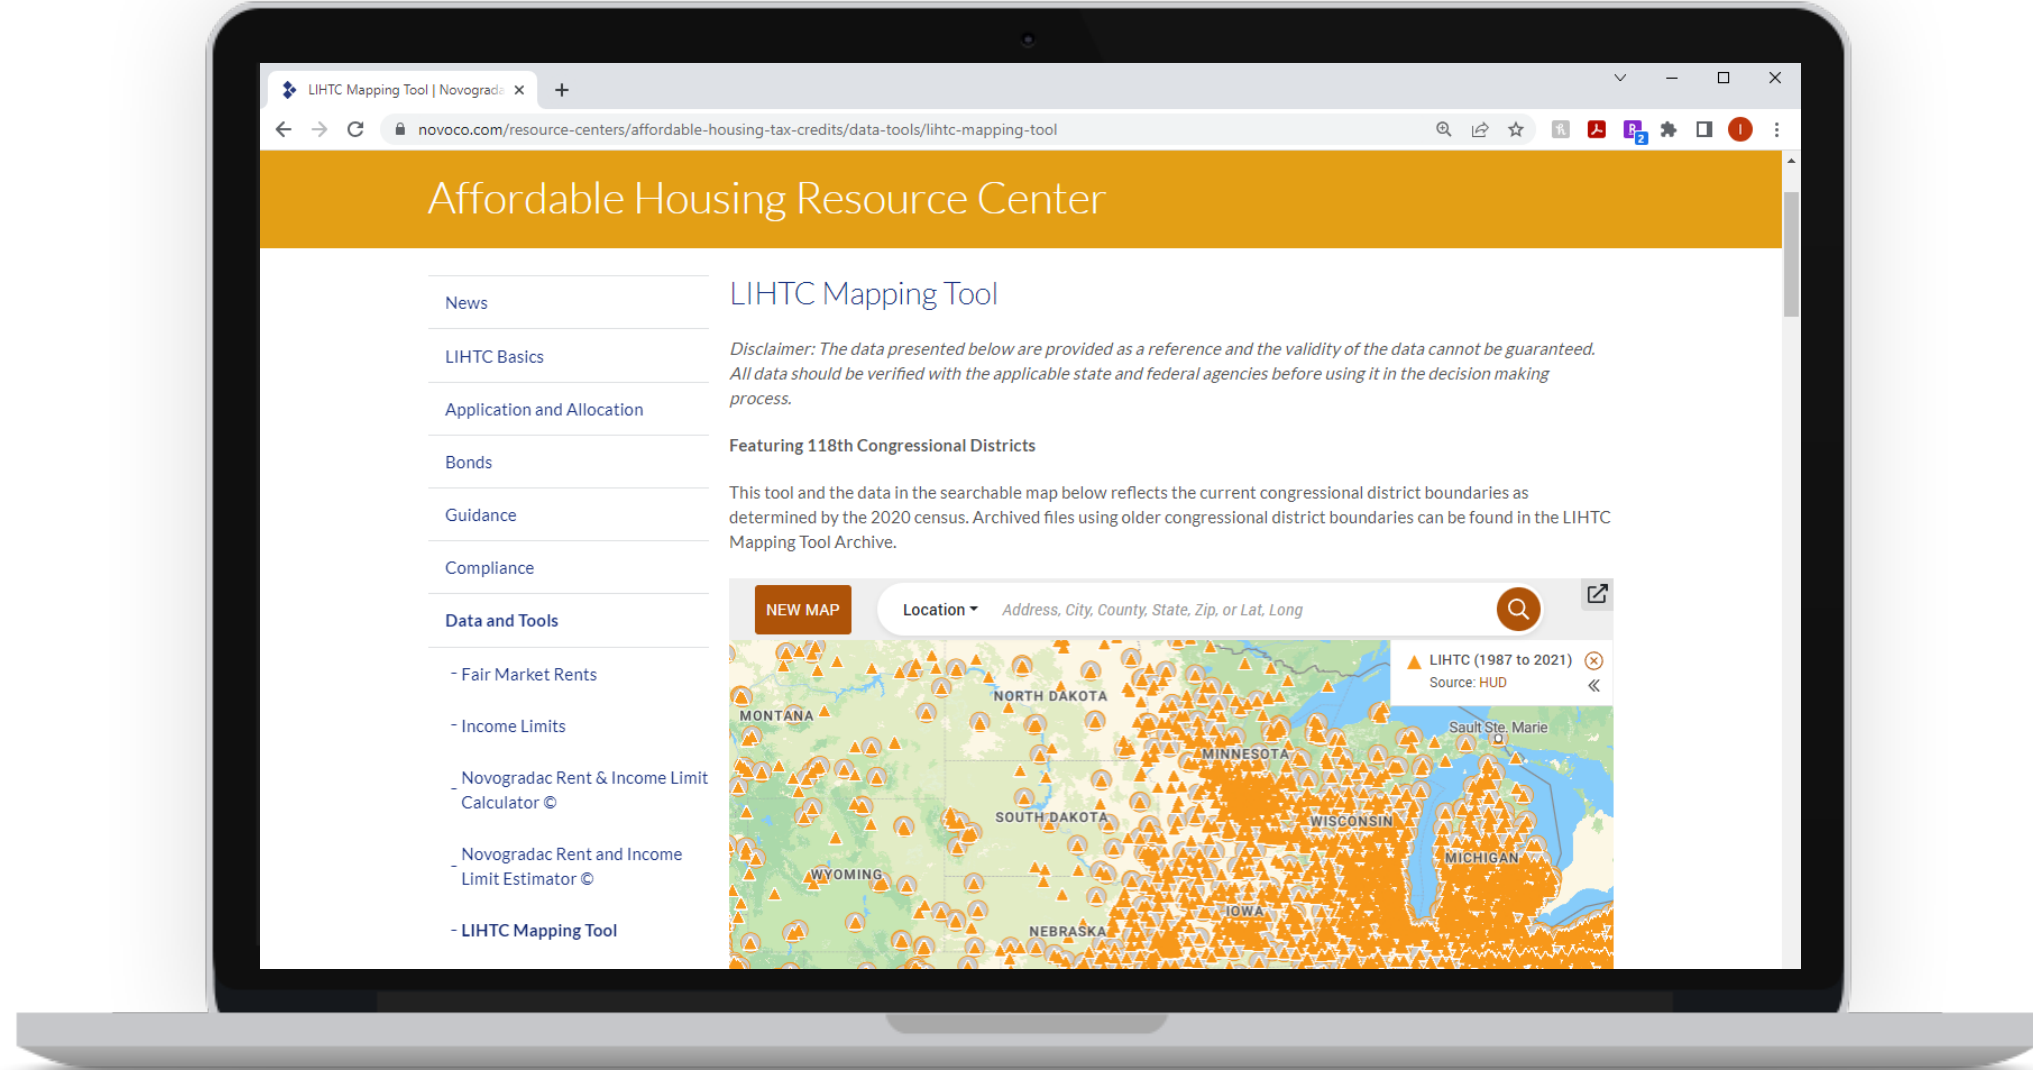 LIHTC Mapping Tool | Novograda
novoco.com/resource-centers/affordable-housing-tax-credits/data-tools/lihtc-mapping-tool
2
I
Affordable Housing Resource Center
News
LIHTC Basics
Application and Allocation
Bonds
Guidance
Compliance
Data and Tools
- Fair Market Rents
- Income Limits
- Novogradac Rent & Income Limit
Calculator ©
- Novogradac Rent and Income
Limit Estimator ©
- LIHTC Mapping Tool
LIHTC Mapping Tool
Disclaimer: The data presented below are provided as a reference and the validity of the data cannot be guaranteed.
All data should be verified with the applicable state and federal agencies before using it in the decision making
process.
Featuring 118th Congressional Districts
This tool and the data in the searchable map below reflects the current congressional district boundaries as
determined by the 2020 census. Archived files using older congressional district boundaries can be found in the LIHTC
Mapping Tool Archive.
NEW MAP
Location
Address, City, County, State, Zip, or Lat, Long
LIHTC (1987 to 2021)
Source: HUD
NORTH DAKOTA
MONTANA
Sault Ste. Marie
MINNESOTA
SOUTH DAKOTA
WISCONSIN
MICHIGAN
WYOMING
IOWA
NEBRASKA